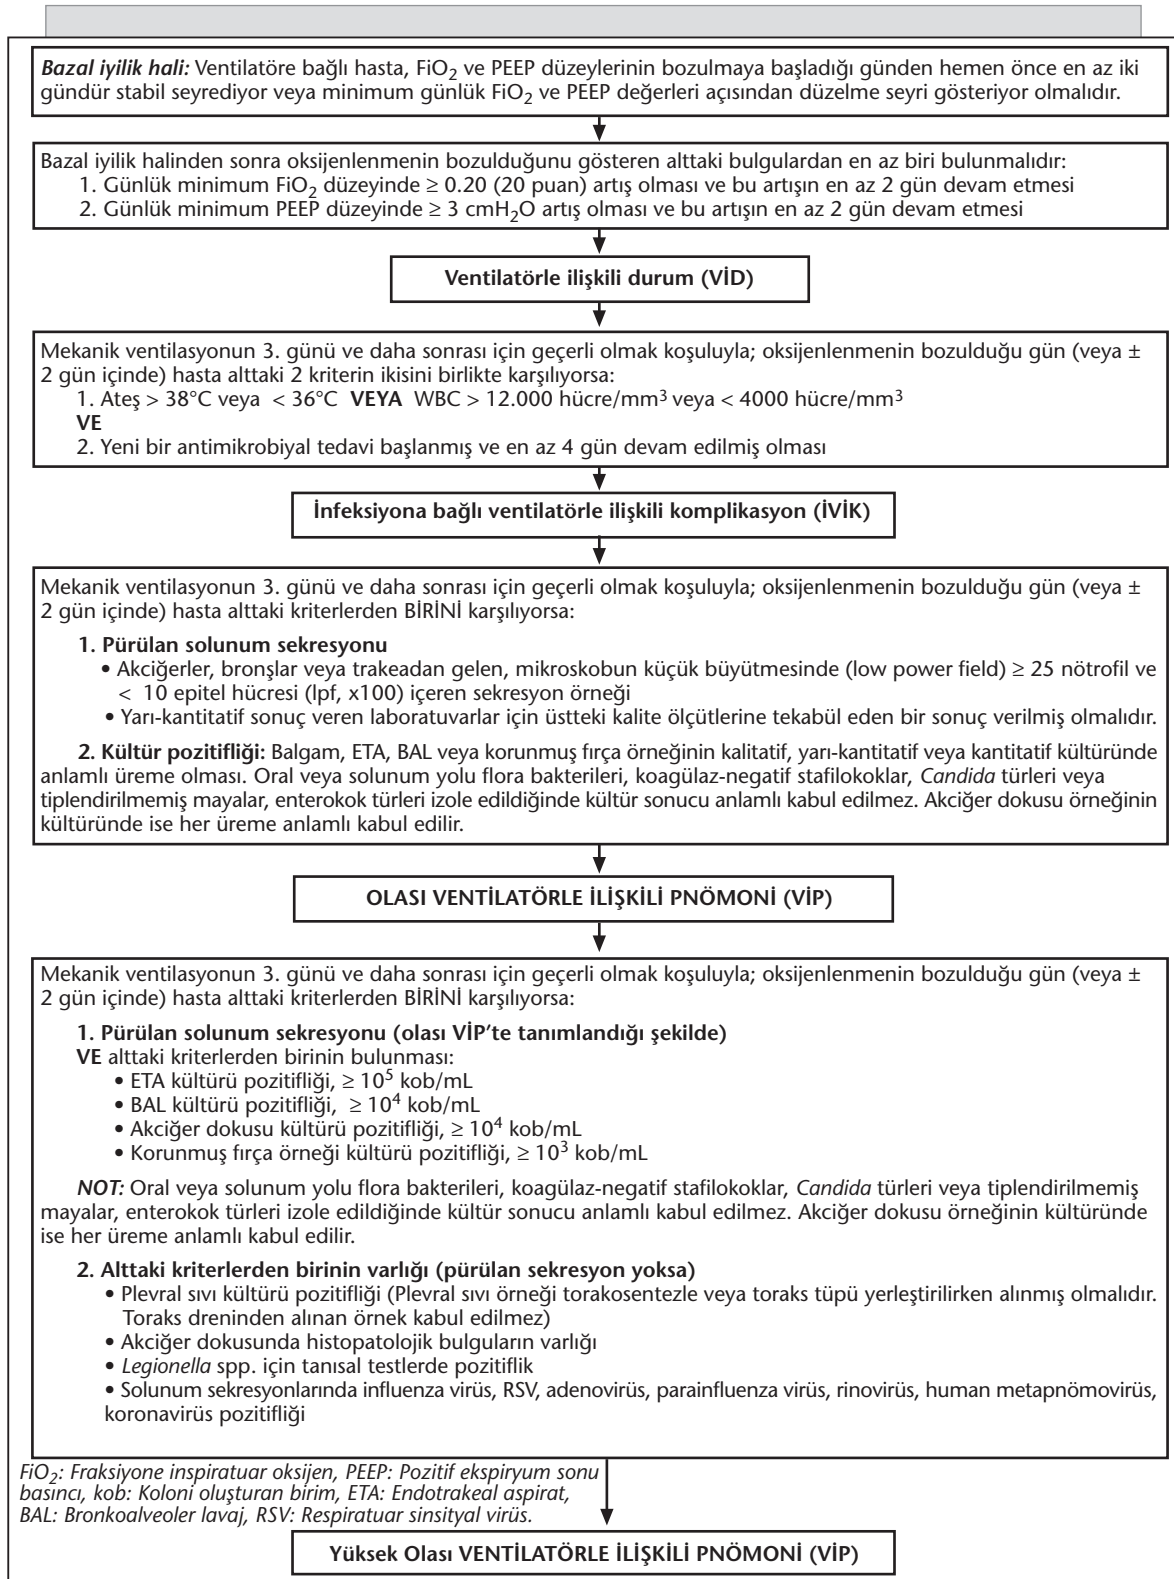 Bazal iyilik hali: Ventilatöre bağlı hasta, FiO2 ve PEEP düzeylerinin bozulmaya başladığı günden hemen önce en az iki
gündür stabil seyrediyor veya minimum günlük FiO2 ve PEEP değerleri açısından düzelme seyri gösteriyor olmalıdır.
Bazal iyilik halinden sonra oksijenlenmenin bozulduğunu gösteren alttaki bulgulardan en az biri bulunmalıdır:
1. Günlük minimum FiO2 düzeyinde ≥ 0.20 (20 puan) artış olması ve bu artışın en az 2 gün devam etmesi
2. Günlük minimum PEEP düzeyinde ≥ 3 cmH2O artış olması ve bu artışın en az 2 gün devam etmesi
Ventilatörle ilişkili durum (VİD)
Mekanik ventilasyonun 3. günü ve daha sonrası için geçerli olmak koşuluyla; oksijenlenmenin bozulduğu gün (veya ±
2 gün içinde) hasta alttaki 2 kriterin ikisini birlikte karşılıyorsa:
1. Ateş > 38°C veya < 36°C VEYA WBC > 12.000 hücre/mm3 veya < 4000 hücre/mm3
VE
2. Yeni bir antimikrobiyal tedavi başlanmış ve en az 4 gün devam edilmiş olması
İnfeksiyona bağlı ventilatörle ilişkili komplikasyon (İVİK)
Mekanik ventilasyonun 3. günü ve daha sonrası için geçerli olmak koşuluyla; oksijenlenmenin bozulduğu gün (veya ±
2 gün içinde) hasta alttaki kriterlerden BİRİNİ karşılıyorsa:
1. Pürülan solunum sekresyonu
• Akciğerler, bronşlar veya trakeadan gelen, mikroskobun küçük büyütmesinde (low power field) ≥ 25 nötrofil ve
< 10 epitel hücresi (lpf, x100) içeren sekresyon örneği
• Yarı-kantitatif sonuç veren laboratuvarlar için üstteki kalite ölçütlerine tekabül eden bir sonuç verilmiş olmalıdır.
2. Kültür pozitifliği: Balgam, ETA, BAL veya korunmuş fırça örneğinin kalitatif, yarı-kantitatif veya kantitatif kültüründe
anlamlı üreme olması. Oral veya solunum yolu flora bakterileri, koagülaz-negatif stafilokoklar, Candida türleri veya
tiplendirilmemiş mayalar, enterokok türleri izole edildiğinde kültür sonucu anlamlı kabul edilmez. Akciğer dokusu örneğinin
kültüründe ise her üreme anlamlı kabul edilir.
OLASI VENTİLATÖRLE İLİŞKİLİ PNÖMONİ (VİP)
Mekanik ventilasyonun 3. günü ve daha sonrası için geçerli olmak koşuluyla; oksijenlenmenin bozulduğu gün (veya ±
2 gün içinde) hasta alttaki kriterlerden BİRİNİ karşılıyorsa:
1. Pürülan solunum sekresyonu (olası VİP'te tanımlandığı şekilde)
VE alttaki kriterlerden birinin bulunması:
• ETA kültürü pozitifliği, ≥ 10⁵ kob/mL
• BAL kültürü pozitifliği, ≥ 10⁴ kob/mL
• Akciğer dokusu kültürü pozitifliği, ≥ 10⁴ kob/mL
• Korunmuş fırça örneği kültürü pozitifliği, ≥ 10³ kob/mL
NOT: Oral veya solunum yolu flora bakterileri, koagülaz-negatif stafilokoklar, Candida türleri veya tiplendirilmemiş
mayalar, enterokok türleri izole edildiğinde kültür sonucu anlamlı kabul edilmez. Akciğer dokusu örneğinin kültüründe
ise her üreme anlamlı kabul edilir.
2. Alttaki kriterlerden birinin varlığı (pürülan sekresyon yoksa)
• Plevral sıvı kültürü pozitifliği (Plevral sıvı örneği torakosentezle veya toraks tüpü yerleştirilirken alınmış olmalıdır.
Toraks dreninden alınan örnek kabul edilmez)
• Akciğer dokusunda histopatolojik bulguların varlığı
• Legionella spp. için tanısal testlerde pozitiflik
• Solunum sekresyonlarında influenza virüs, RSV, adenovirüs, parainfluenza virüs, rinovirüs, human metapnömovirüs,
koronavirüs pozitifliği
FiO2: Fraksiyone inspiratuar oksijen, PEEP: Pozitif ekspiryum sonu
basıncı, kob: Koloni oluşturan birim, ETA: Endotrakeal aspirat,
BAL: Bronkoalveoler lavaj, RSV: Respiratuar sinsityal virüs.
Yüksek Olası VENTİLATÖRLE İLİŞKİLİ PNÖMONİ (VİP)